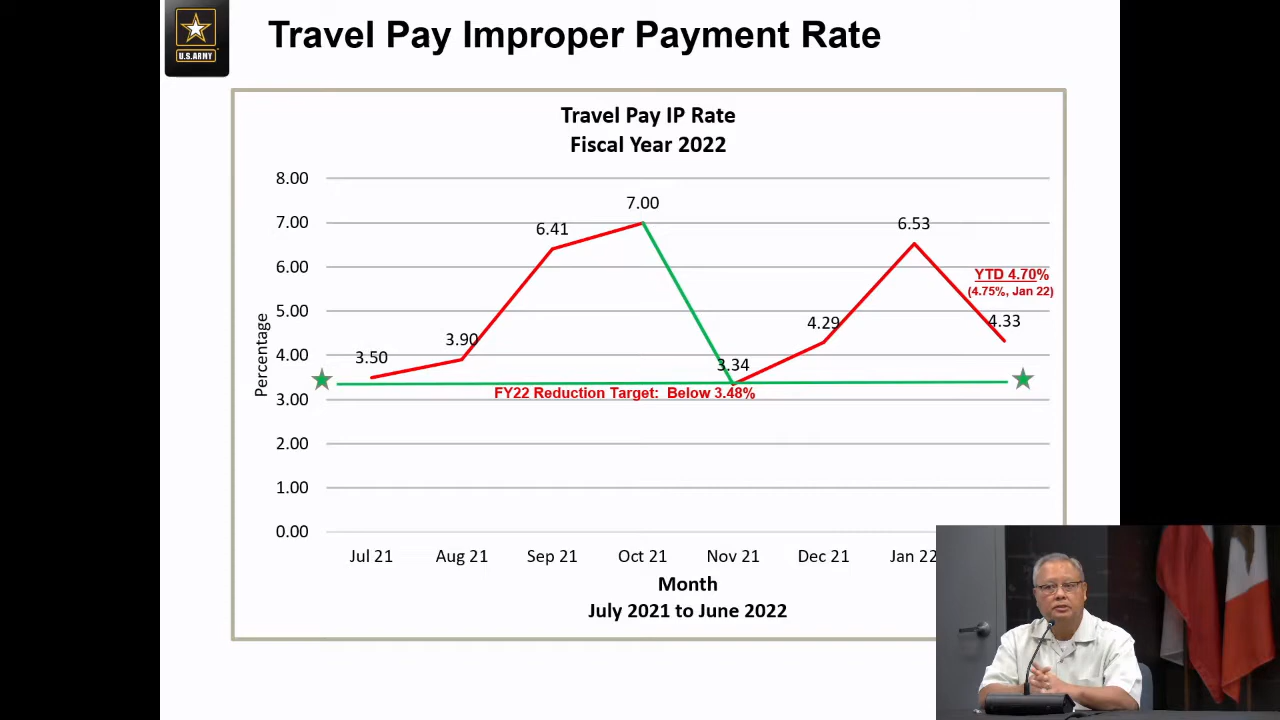 Travel Pay Improper Payment Rate
U.S.ARMY
Travel Pay IP Rate
Fiscal Year 2022
Percentage
8.00
7.00
6.00
5.00
4.00
3.00
2.00
1.00
0.00
3.50
3.90
6.41
7.00
3.34
4.29
6.53
4.33
YTD 4.70%
(4.75%, Jan 22)
FY22 Reduction Target: Below 3.48%
Jul 21
Aug 21
Sep 21
Oct 21
Nov 21
Dec 21
Jan 22
Month
July 2021 to June 2022